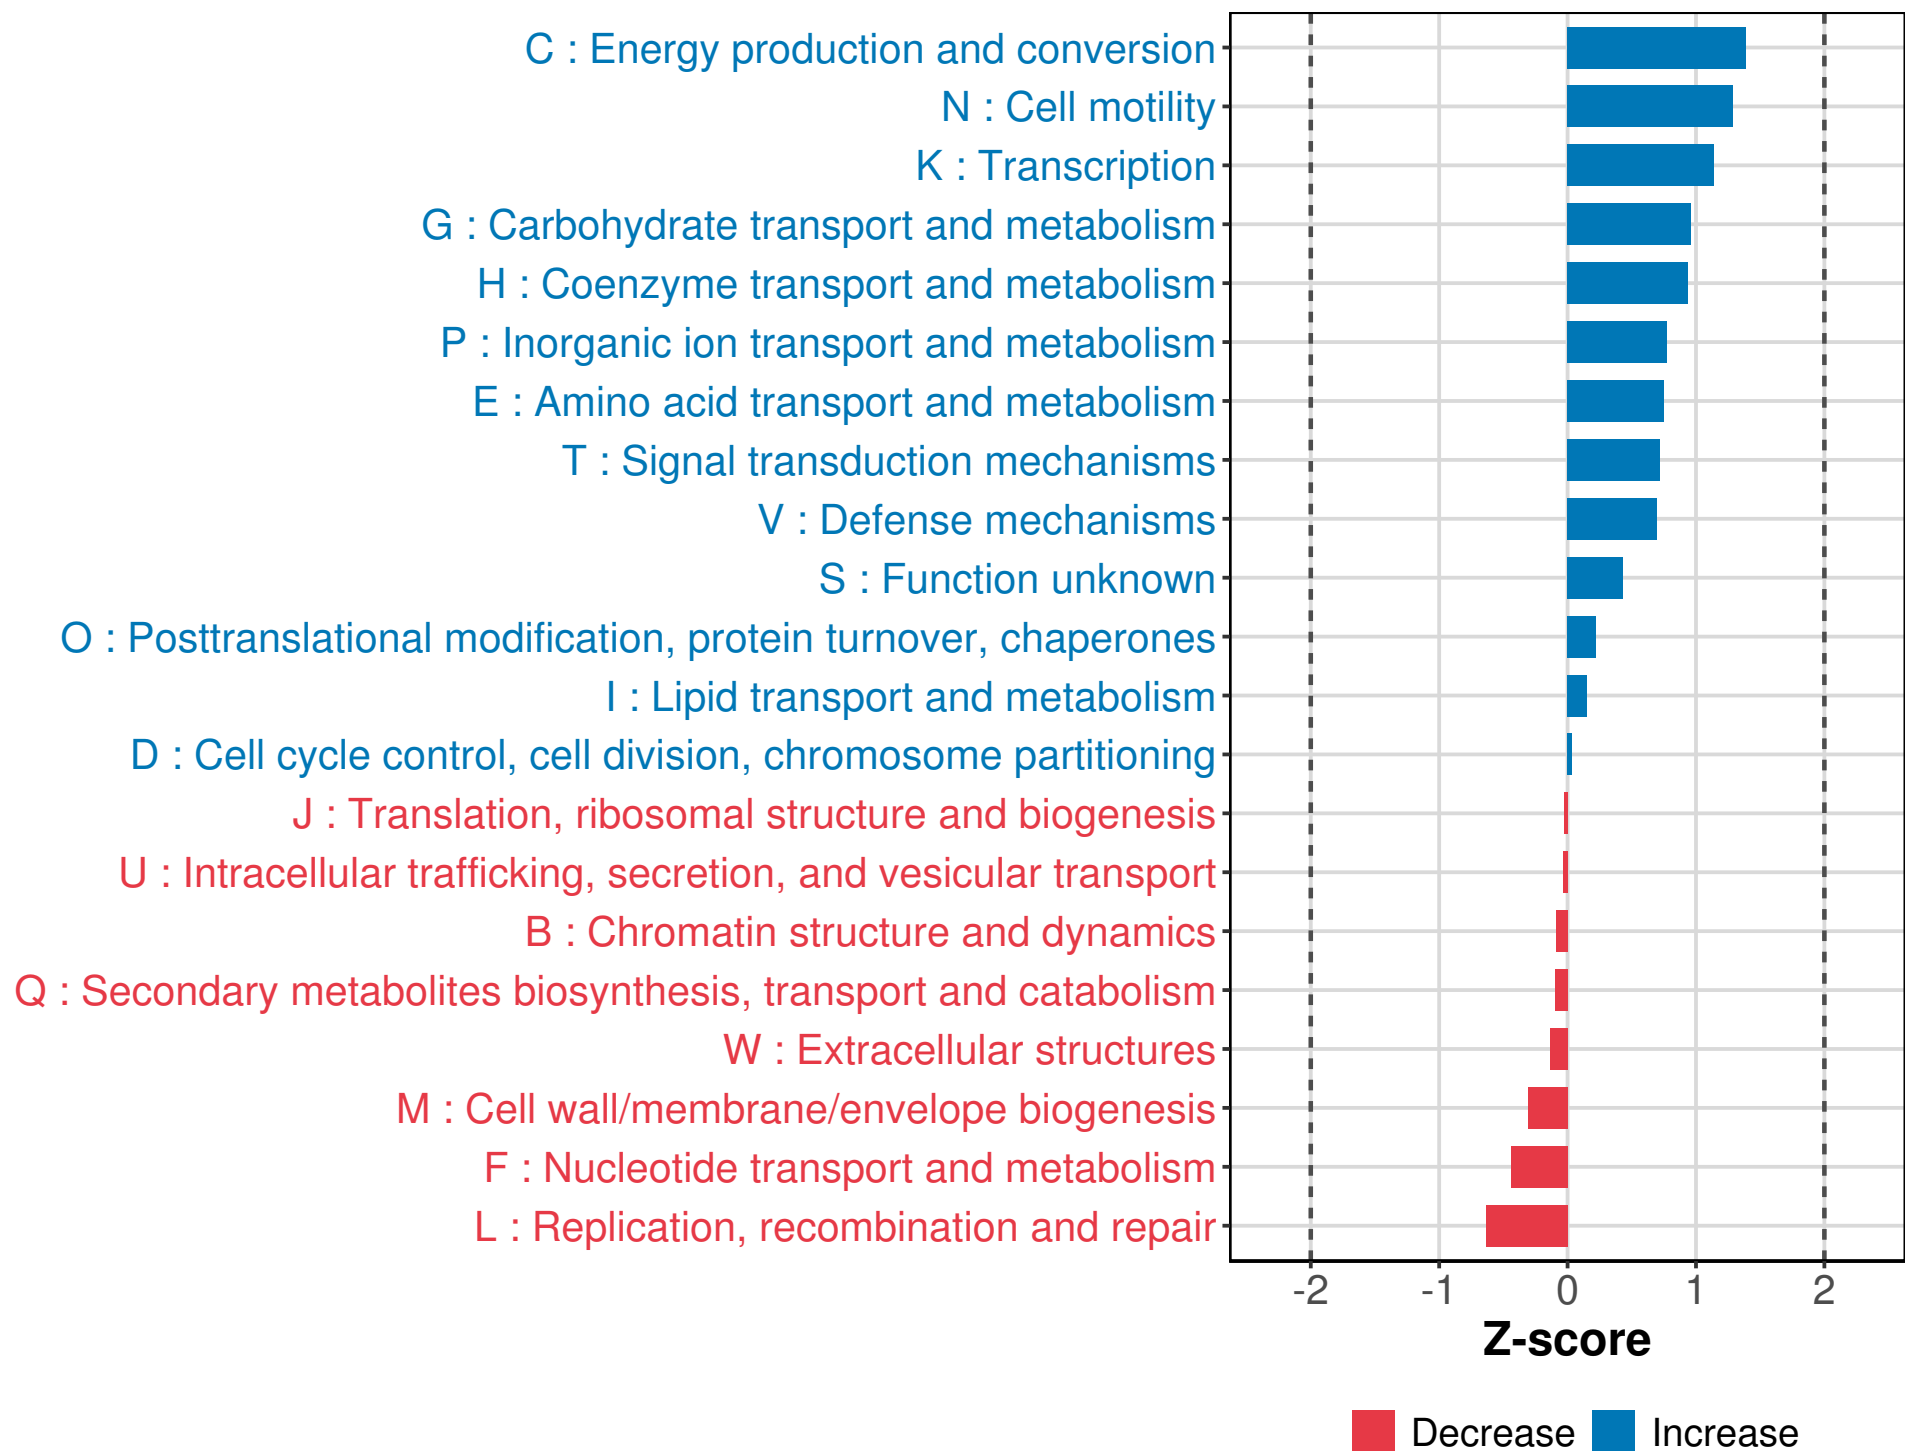 C : Energy production and conversion
N : Cell motility
K : Transcription
G : Carbohydrate transport and metabolism
H : Coenzyme transport and metabolism
P : Inorganic ion transport and metabolism
E : Amino acid transport and metabolism
T : Signal transduction mechanisms
V : Defense mechanisms
S : Function unknown
O : Posttranslational modification, protein turnover, chaperones
I : Lipid transport and metabolism
D : Cell cycle control, cell division, chromosome partitioning
J : Translation, ribosomal structure and biogenesis
U : Intracellular trafficking, secretion, and vesicular transport
B : Chromatin structure and dynamics
Q : Secondary metabolites biosynthesis, transport and catabolism
W : Extracellular structures
M : Cell wall/membrane/envelope biogenesis
F : Nucleotide transport and metabolism
L : Replication, recombination and repair
-2 -1 0 1 2
Z-score
Decrease Increase